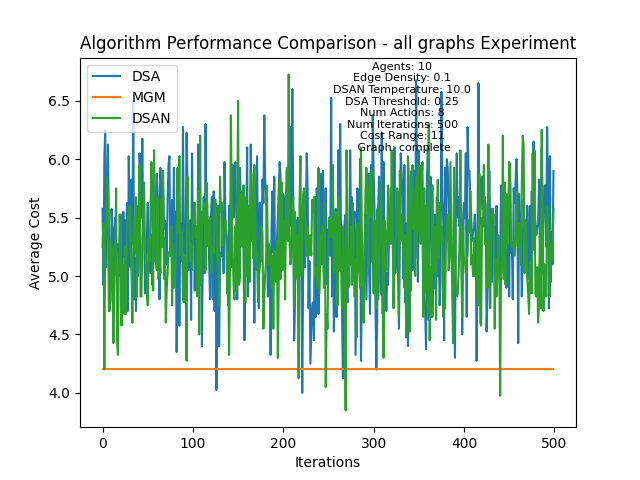 Algorithm Performance Comparison - all graphs Experiment
DSA
MGM
DSAN
Agents: 10
Edge Density: 0.1
DSAN Temperature: 10.0
DSA Threshold: 0.25
Num Actions: 8
Num Iterations: 500
Cost Range: 11
Graph: complete
Average Cost
6.5
6.0
5.5
5.0
4.5
4.0
0
100
200
300
400
500
Iterations